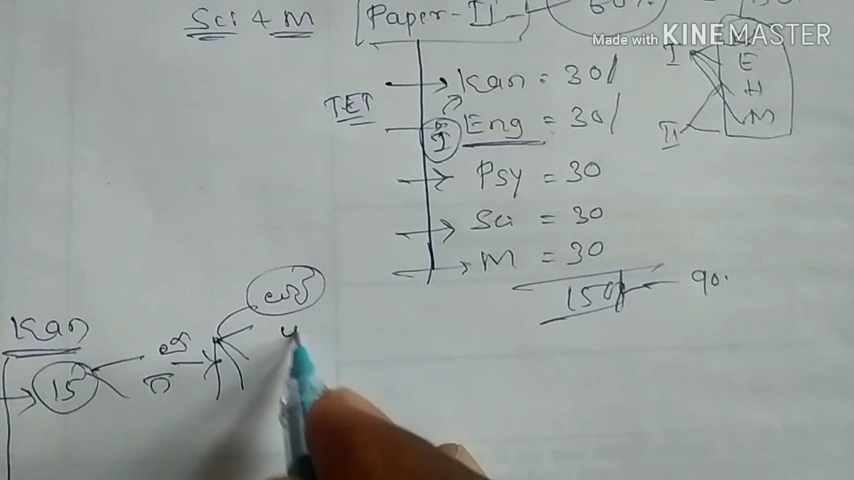 Sci & M
Paper-II
60%
Made with KINEMASTER
I
E
H
II
M
TET
Kan = 30/
I
Eng = 30/
Psy = 30
Sci = 30
M = 30
150
90.
Kan
15